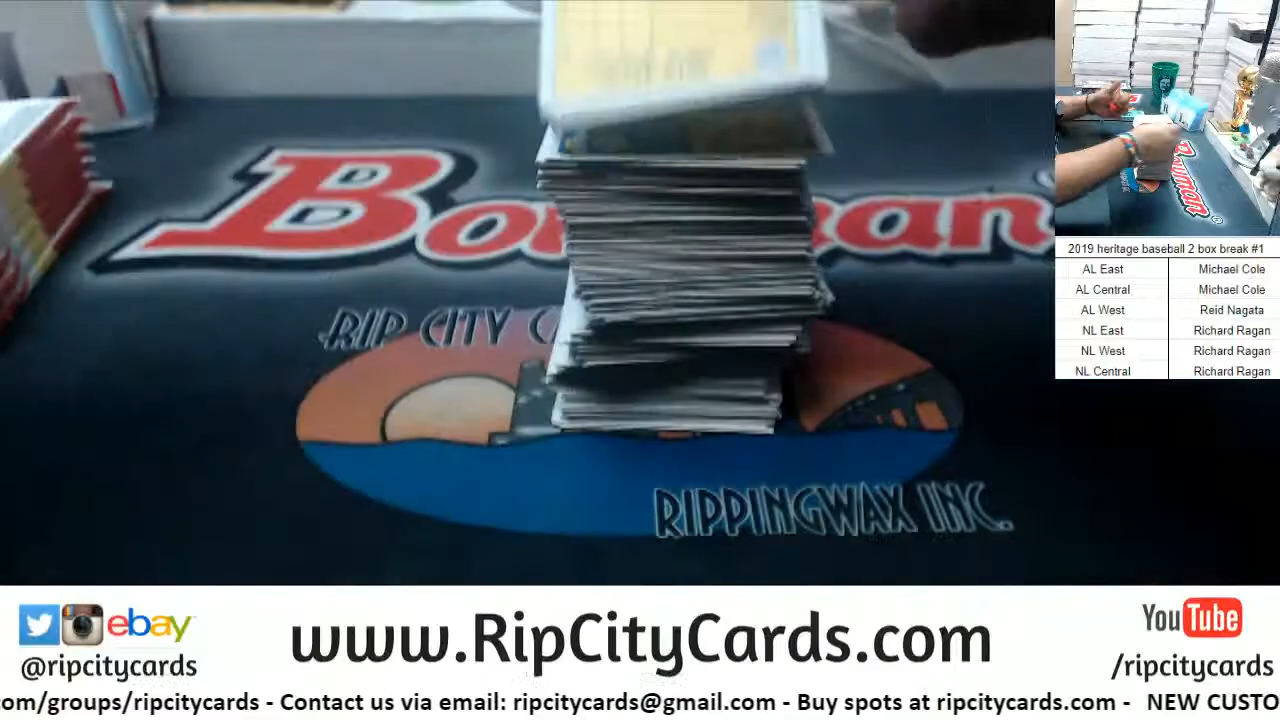 Bowman
RIP CITY C
RIPPINGWAX INC.
Bowman
2019 heritage baseball 2 box break #1
AL East Michael Cole
AL Central Michael Cole
AL West Reid Nagata
NL East Richard Ragan
NL West Richard Ragan
NL Central Richard Ragan
ebay
@ripcitycards
www.RipCityCards.com
YouTube
/ripcitycards
com/groups/ripcitycards - Contact us via email: ripcitycards@gmail.com - Buy spots at ripcitycards.com - NEW CUSTO